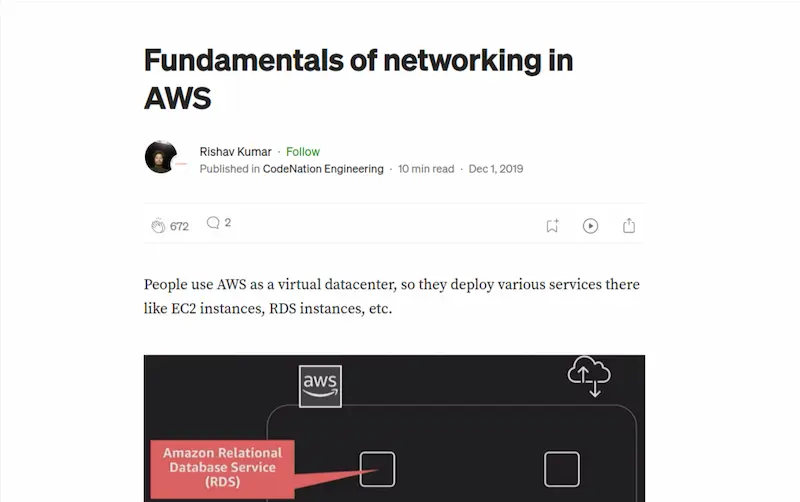 Fundamentals of networking in
AWS
Rishav Kumar · Follow
Published in CodeNation Engineering · 10 min read · Dec 1, 2019
672 2
People use AWS as a virtual datacenter, so they deploy various services there
like EC2 instances, RDS instances, etc.
aws
Amazon Relational
Database Service
(RDS)